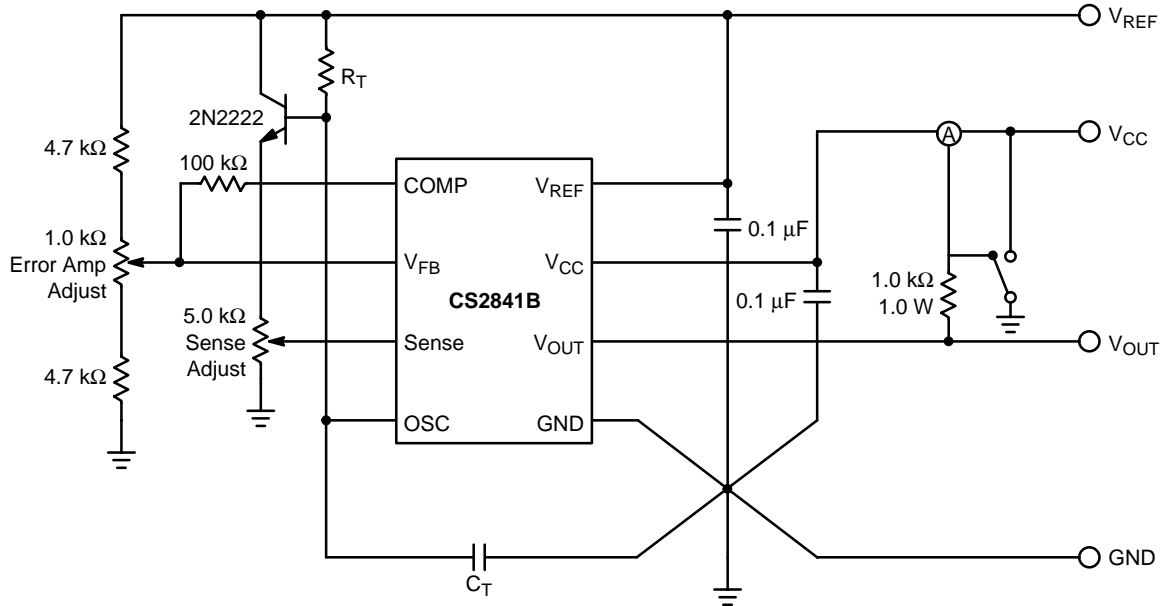 V_REF
R_T
2N2222
4.7 kΩ
100 kΩ
1.0 kΩ
Error Amp
Adjust
4.7 kΩ
5.0 kΩ
Sense
Adjust
COMP
V_FB
Sense
OSC
CS2841B
V_REF
V_CC
V_OUT
GND
0.1 μF
0.1 μF
A
V_CC
1.0 kΩ
1.0 W
V_OUT
C_T
GND